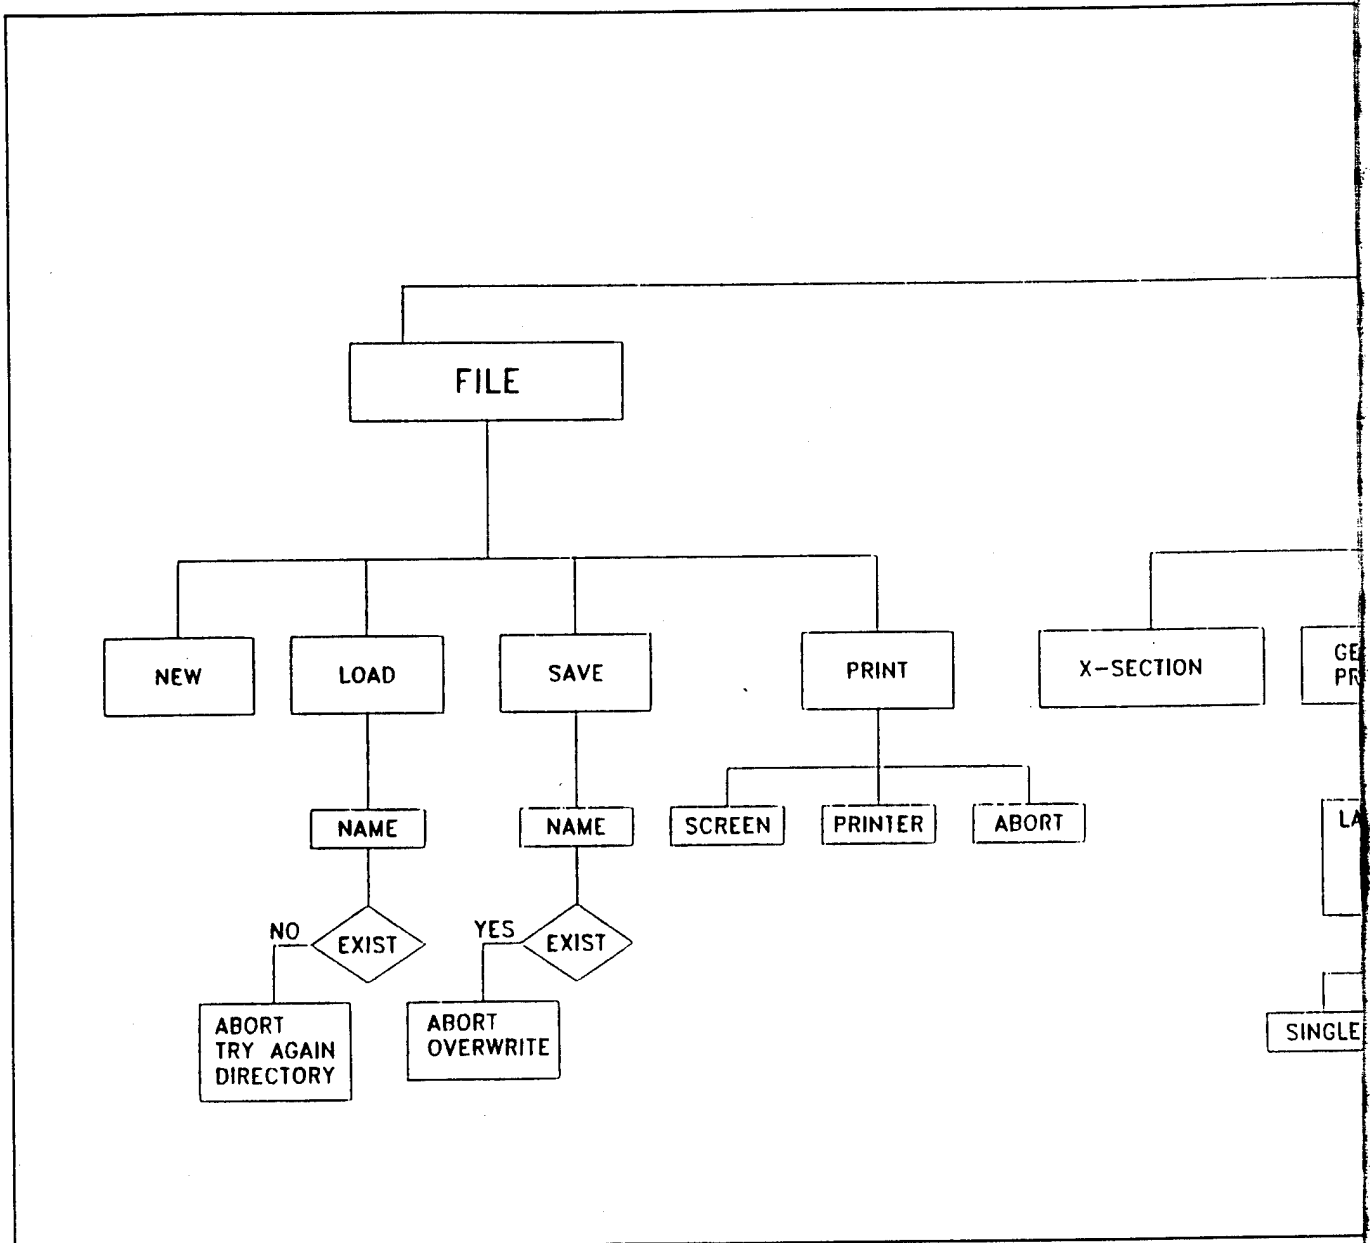 FILE
NEW
LOAD
SAVE
PRINT
X-SECTION
NAME
NAME
SCREEN
PRINTER
ABORT
NO
EXIST
YES
EXIST
ABORT
TRY AGAIN
DIRECTORY
ABORT
OVERWRITE
SINGLE